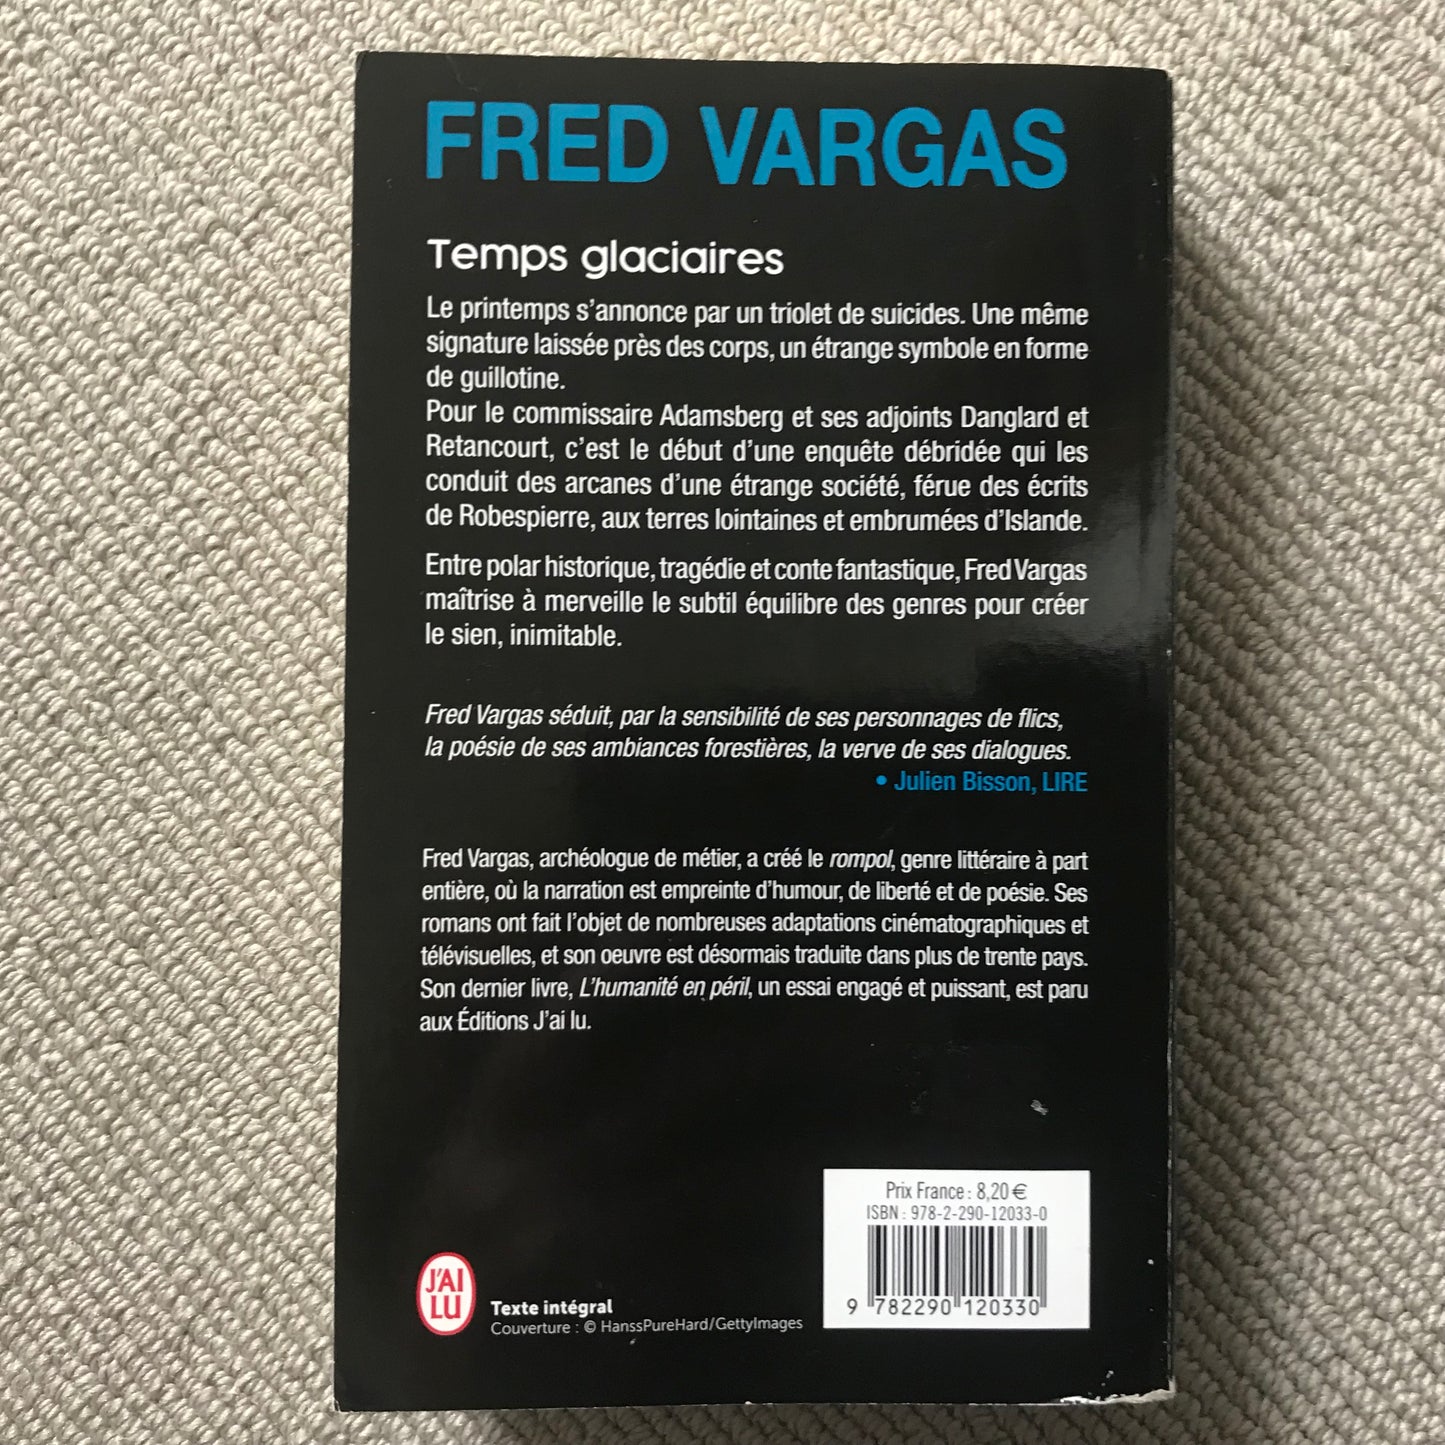 FRED VARGAS
Temps glaciaires
Le printemps s'annonce par un triolet de suicides. Une même
signature laissée près des corps, un étrange symbole en forme
de guillotine.
Pour le commissaire Adamsberg et ses adjoints Danglard et
Retancourt, c'est le début d'une enquête débridée qui les
conduit des arcanes d'une étrange société, férue des écrits
de Robespierre, aux terres lointaines et embrumées d'Islande.
Entre polar historique, tragédie et conte fantastique, Fred Vargas
maîtrise à merveille le subtil équilibre des genres pour créer
le sien, inimitable.
Fred Vargas séduit, par la sensibilité de ses personnages de flics,
la poésie de ses ambiances forestières, la verve de ses dialogues.
• Julien Bisson, LIRE
Fred Vargas, archéologue de métier, a créé le rompol, genre littéraire à part
entière, où la narration est empreinte d'humour, de liberté et de poésie. Ses
romans ont fait l'objet de nombreuses adaptations cinématographiques et
télévisuelles, et son oeuvre est désormais traduite dans plus de trente pays.
Son dernier livre, L'humanité en péril, un essai engagé et puissant, est paru
aux Éditions J'ai lu.
Prix France : 8,20 €
ISBN : 978-2-290-12033-0
9 782290 120330
J'AI
LU
Texte intégral
Couverture : © HanssPureHard/GettyImages